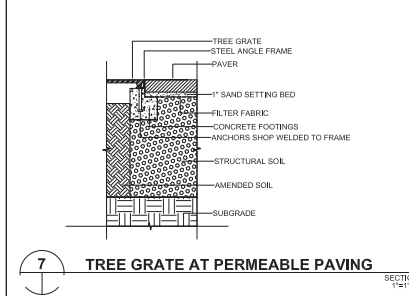 TREE GRATE
STEEL ANGLE FRAME
PAVER
1" SAND SETTING BED
FILTER FABRIC
CONCRETE FOOTINGS
ANCHORS SHOP WELDED TO FRAME
STRUCTURAL SOIL
AMENDED SOIL
SUBGRADE
7
TREE GRATE AT PERMEABLE PAVING